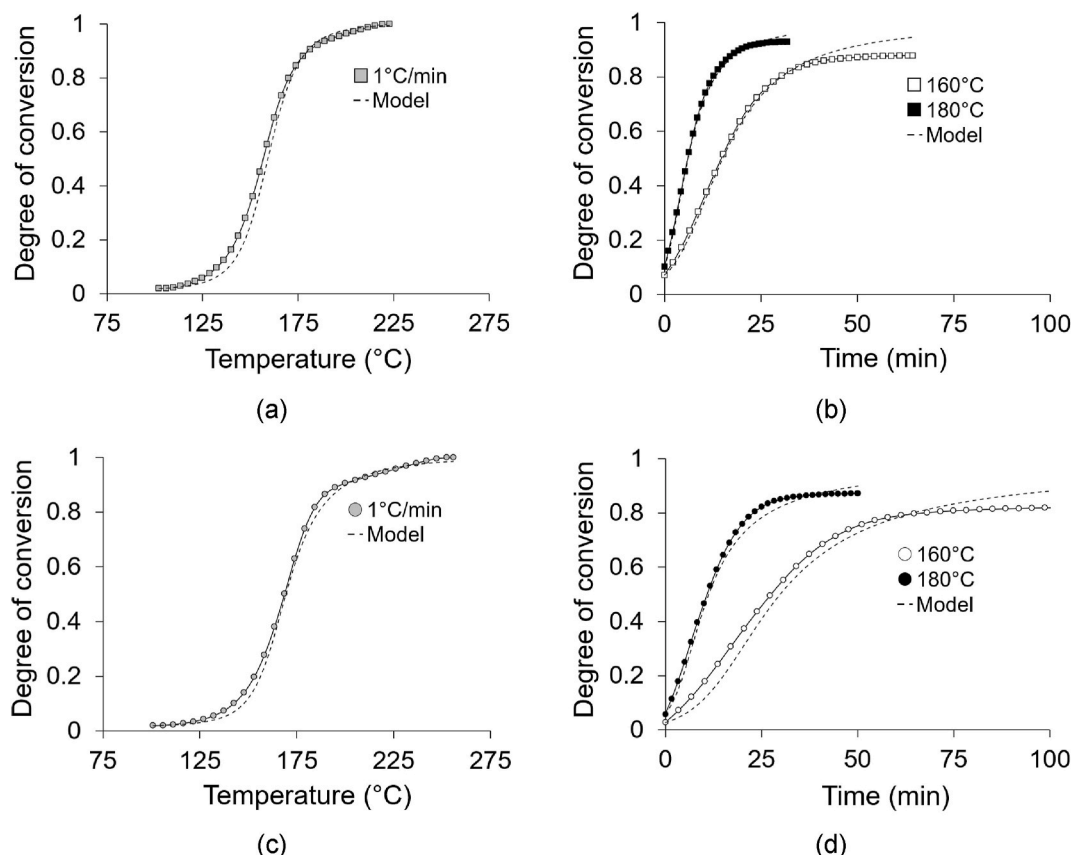 Degree of conversion
1
0.8
0.6
0.4
0.2
0
75 125 175 225 275
Temperature (°C)
1°C/min
Model
(a)
Degree of conversion
1
0.8
0.6
0.4
0.2
0
0 25 50 75 100
Time (min)
160°C
180°C
Model
(b)
Degree of conversion
1
0.8
0.6
0.4
0.2
0
75 125 175 225 275
Temperature (°C)
1°C/min
Model
(c)
Degree of conversion
1
0.8
0.6
0.4
0.2
0
0 25 50 75 100
Time (min)
160°C
180°C
Model
(d)